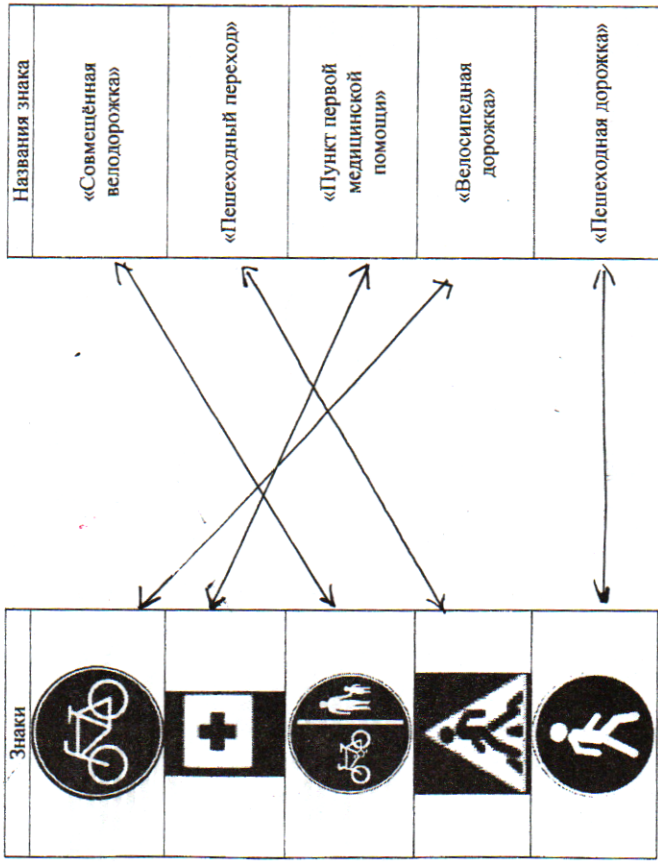 Знаки
Названия знака
«Совмещённая
велодорожка»
«Пешеходный переход»
«Пункт первой
медицинской
помощи»
«Велосипедная
дорожка»
«Пешеходная дорожка»